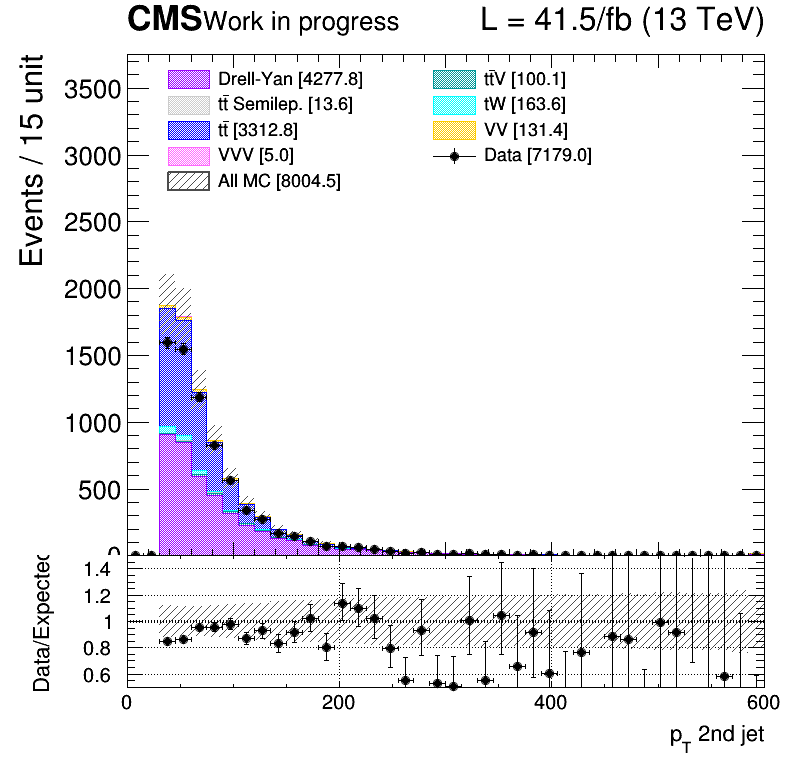 CMS Work in progress L = 41.5/fb (13 TeV)
Events / 15 unit
3500
3000
2500
2000
1500
1000
500
0
Drell-Yan [4277.8]
tt̄ Semilep. [13.6]
tt̄ [3312.8]
VVV [5.0]
All MC [8004.5]
tt̄V [100.1]
tW [163.6]
VV [131.4]
Data [7179.0]
Data/Expected
1.4
1.2
1
0.8
0.6
0 200 400 600
p_T 2nd jet